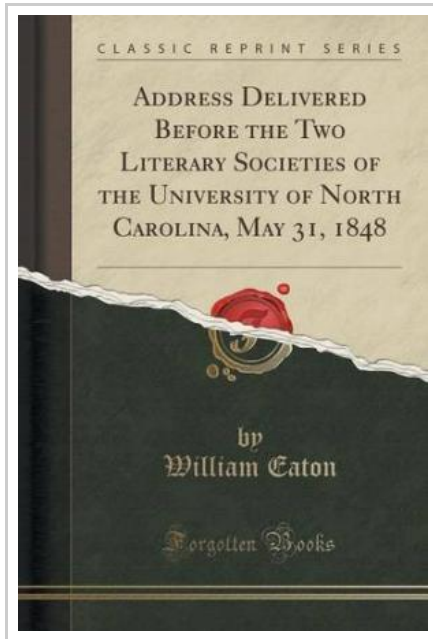 CLASSIC REPRINT SERIES
ADDRESS DELIVERED
BEFORE THE TWO
LITERARY SOCIETIES OF
THE UNIVERSITY OF NORTH
CAROLINA, MAY 31, 1848
by
William Eaton
Forgotten Books